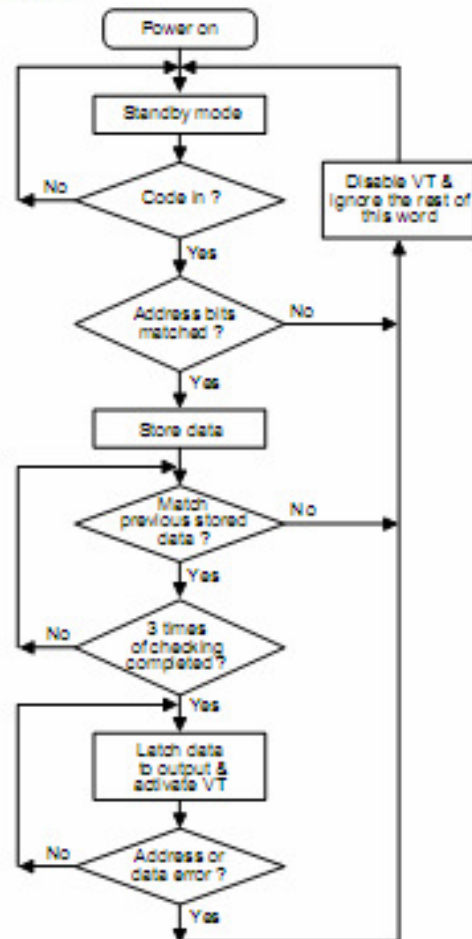 Power on
Standby mode
No
Code in ?
Disable VT &
Ignore the rest of
this word
Yes
Address bits
matched ?
No
Yes
Store data
Match
previous stored
data ?
No
Yes
No
3 times
of checking
completed ?
Yes
Latch data
to output &
activate VT
No
Address or
data error ?
Yes